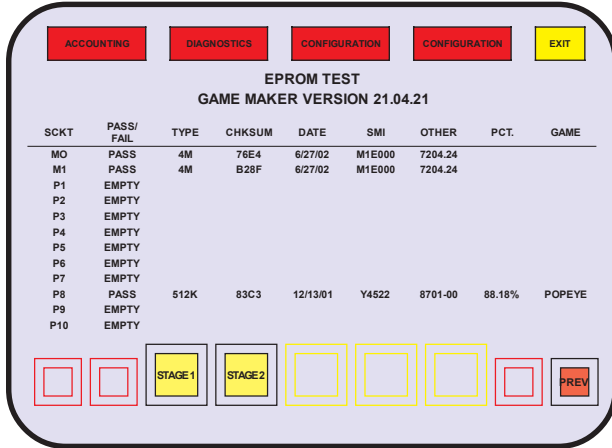 ACCOUNTING DIAGNOSTICS CONFIGURATION CONFIGURATION EXIT
EPROM TEST
GAME MAKER VERSION 21.04.21
SCKT PASS/ FAIL TYPE CHKSUM DATE SMI OTHER PCT. GAME
MO PASS 4M 76E4 6/27/02 M1E000 7204.24
M1 PASS 4M B28F 6/27/02 M1E000 7204.24
P1 EMPTY
P2 EMPTY
P3 EMPTY
P4 EMPTY
P5 EMPTY
P6 EMPTY
P7 EMPTY
P8 PASS 512K 83C3 12/13/01 Y4522 8701-00 88.18% POPEYE
P9 EMPTY
P10 EMPTY
STAGE 1 STAGE 2 PREV